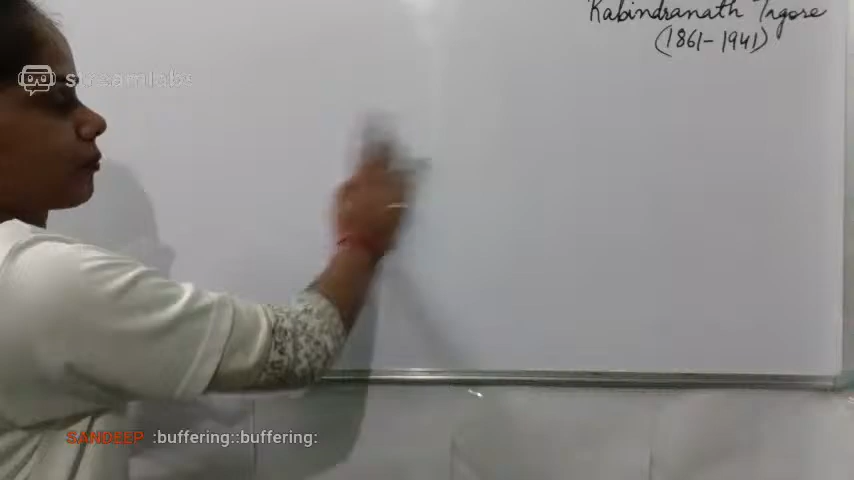 Rabindranath Tagore
(1861-1941)
streamlabs
SANDEEP :buffering::buffering: